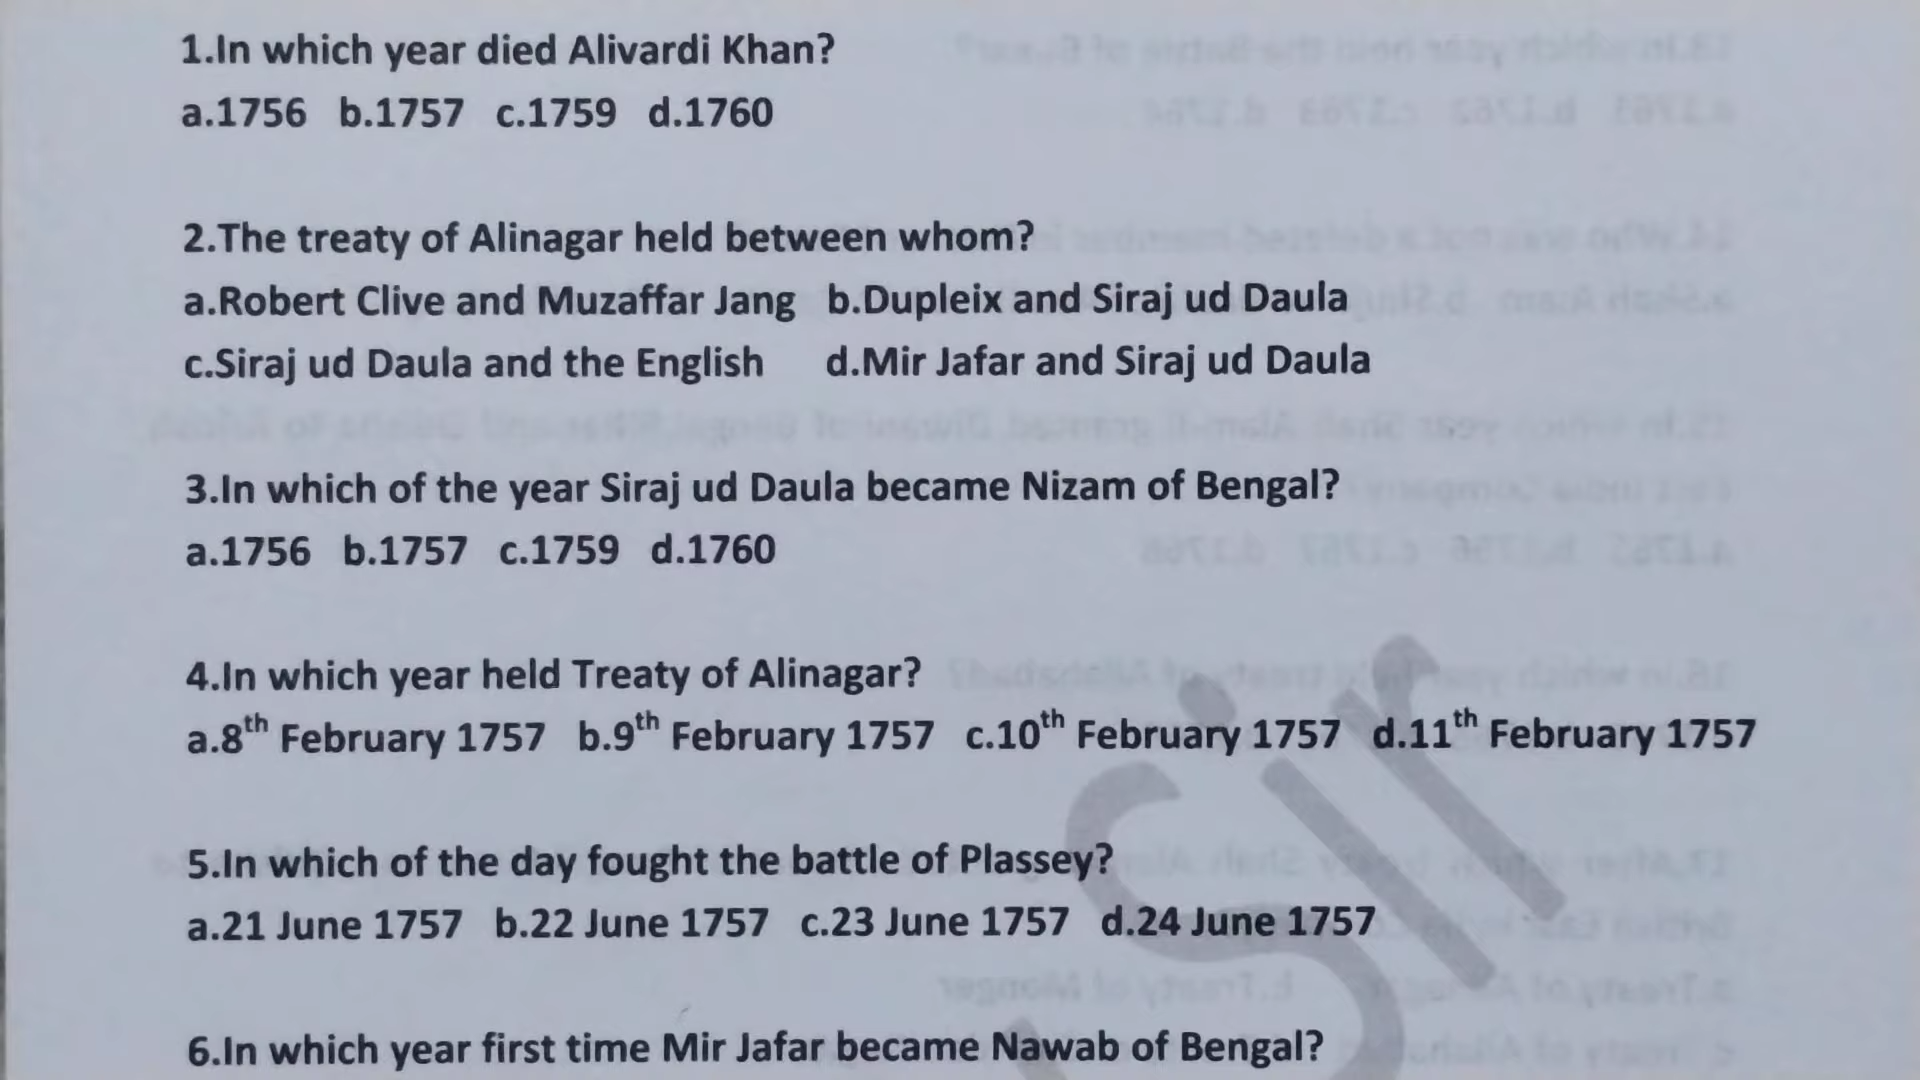 1.In which year died Alivardi Khan?
a.1756 b.1757 c.1759 d.1760
2.The treaty of Alinagar held between whom?
a.Robert Clive and Muzaffar Jang b.Dupleix and Siraj ud Daula
c.Siraj ud Daula and the English d.Mir Jafar and Siraj ud Daula
3.In which of the year Siraj ud Daula became Nizam of Bengal?
a.1756 b.1757 c.1759 d.1760
4.In which year held Treaty of Alinagar?
a.8th February 1757 b.9th February 1757 c.10th February 1757 d.11th February 1757
5.In which of the day fought the battle of Plassey?
a.21 June 1757 b.22 June 1757 c.23 June 1757 d.24 June 1757
6.In which year first time Mir Jafar became Nawab of Bengal?
Sir